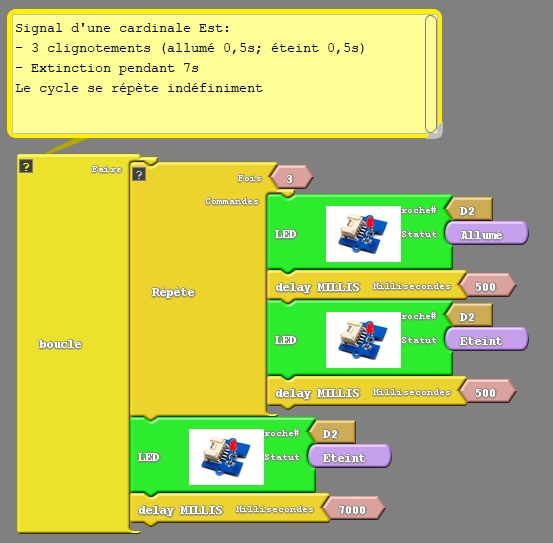 Signal d'une cardinale Est:
- 3 clignotements (allumé 0,5s; éteint 0,5s)
- Extinction pendant 7s
Le cycle se répète indéfiniment
? Faire
? Fois 3
Commandes
roche# D2
LED Statut Allumé
delay MILLIS Millisecondes 500
Répète
roche# D2
LED Statut Eteint
boucle
delay MILLIS Millisecondes 500
roche# D2
LED Statut Eteint
delay MILLIS Millisecondes 7000